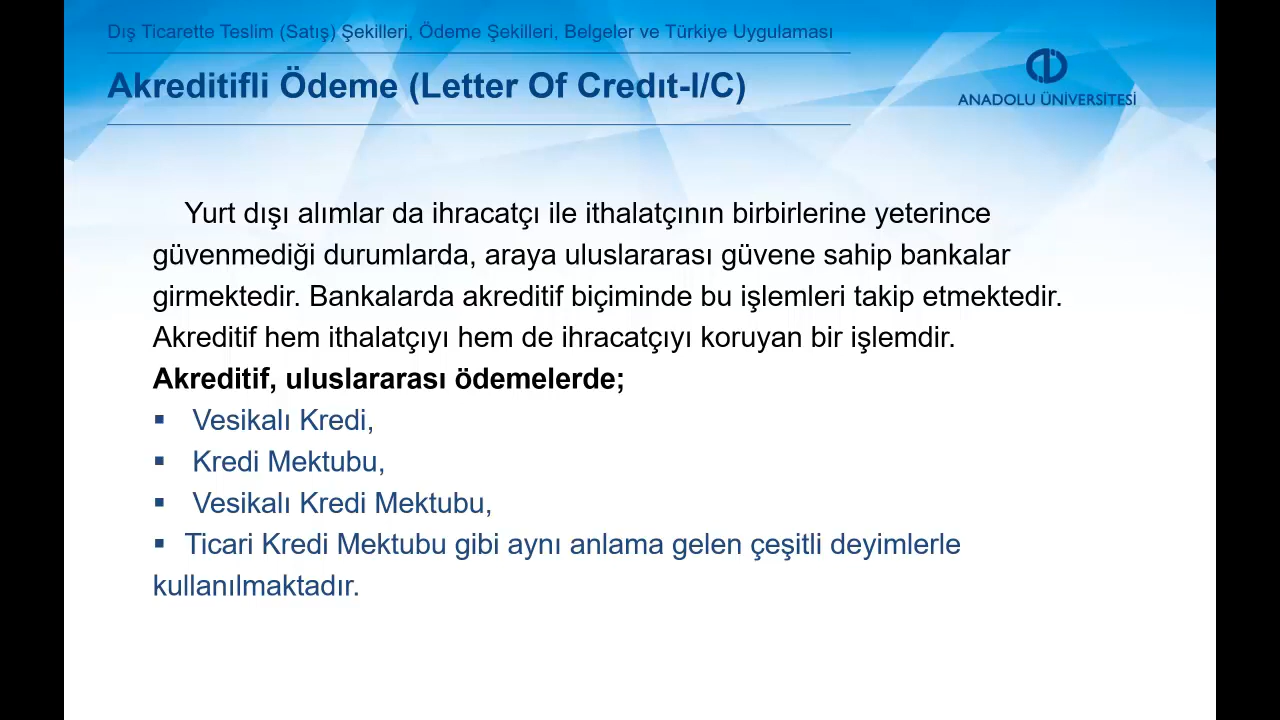 Dış Ticarette Teslim (Satış) Şekilleri, Ödeme Şekilleri, Belgeler ve Türkiye Uygulaması
Akreditifli Ödeme (Letter Of Credıt-I/C)
ANADOLU ÜNİVERSİTESİ
Yurt dışı alımlar da ihracatçı ile ithalatçının birbirlerine yeterince
güvenmediği durumlarda, araya uluslararası güvene sahip bankalar
girmektedir. Bankalarda akreditif biçiminde bu işlemleri takip etmektedir.
Akreditif hem ithalatçıyı hem de ihracatçıyı koruyan bir işlemdir.
Akreditif, uluslararası ödemelerde;
▪ Vesikalı Kredi,
▪ Kredi Mektubu,
▪ Vesikalı Kredi Mektubu,
▪ Ticari Kredi Mektubu gibi aynı anlama gelen çeşitli deyimlerle
kullanılmaktadır.